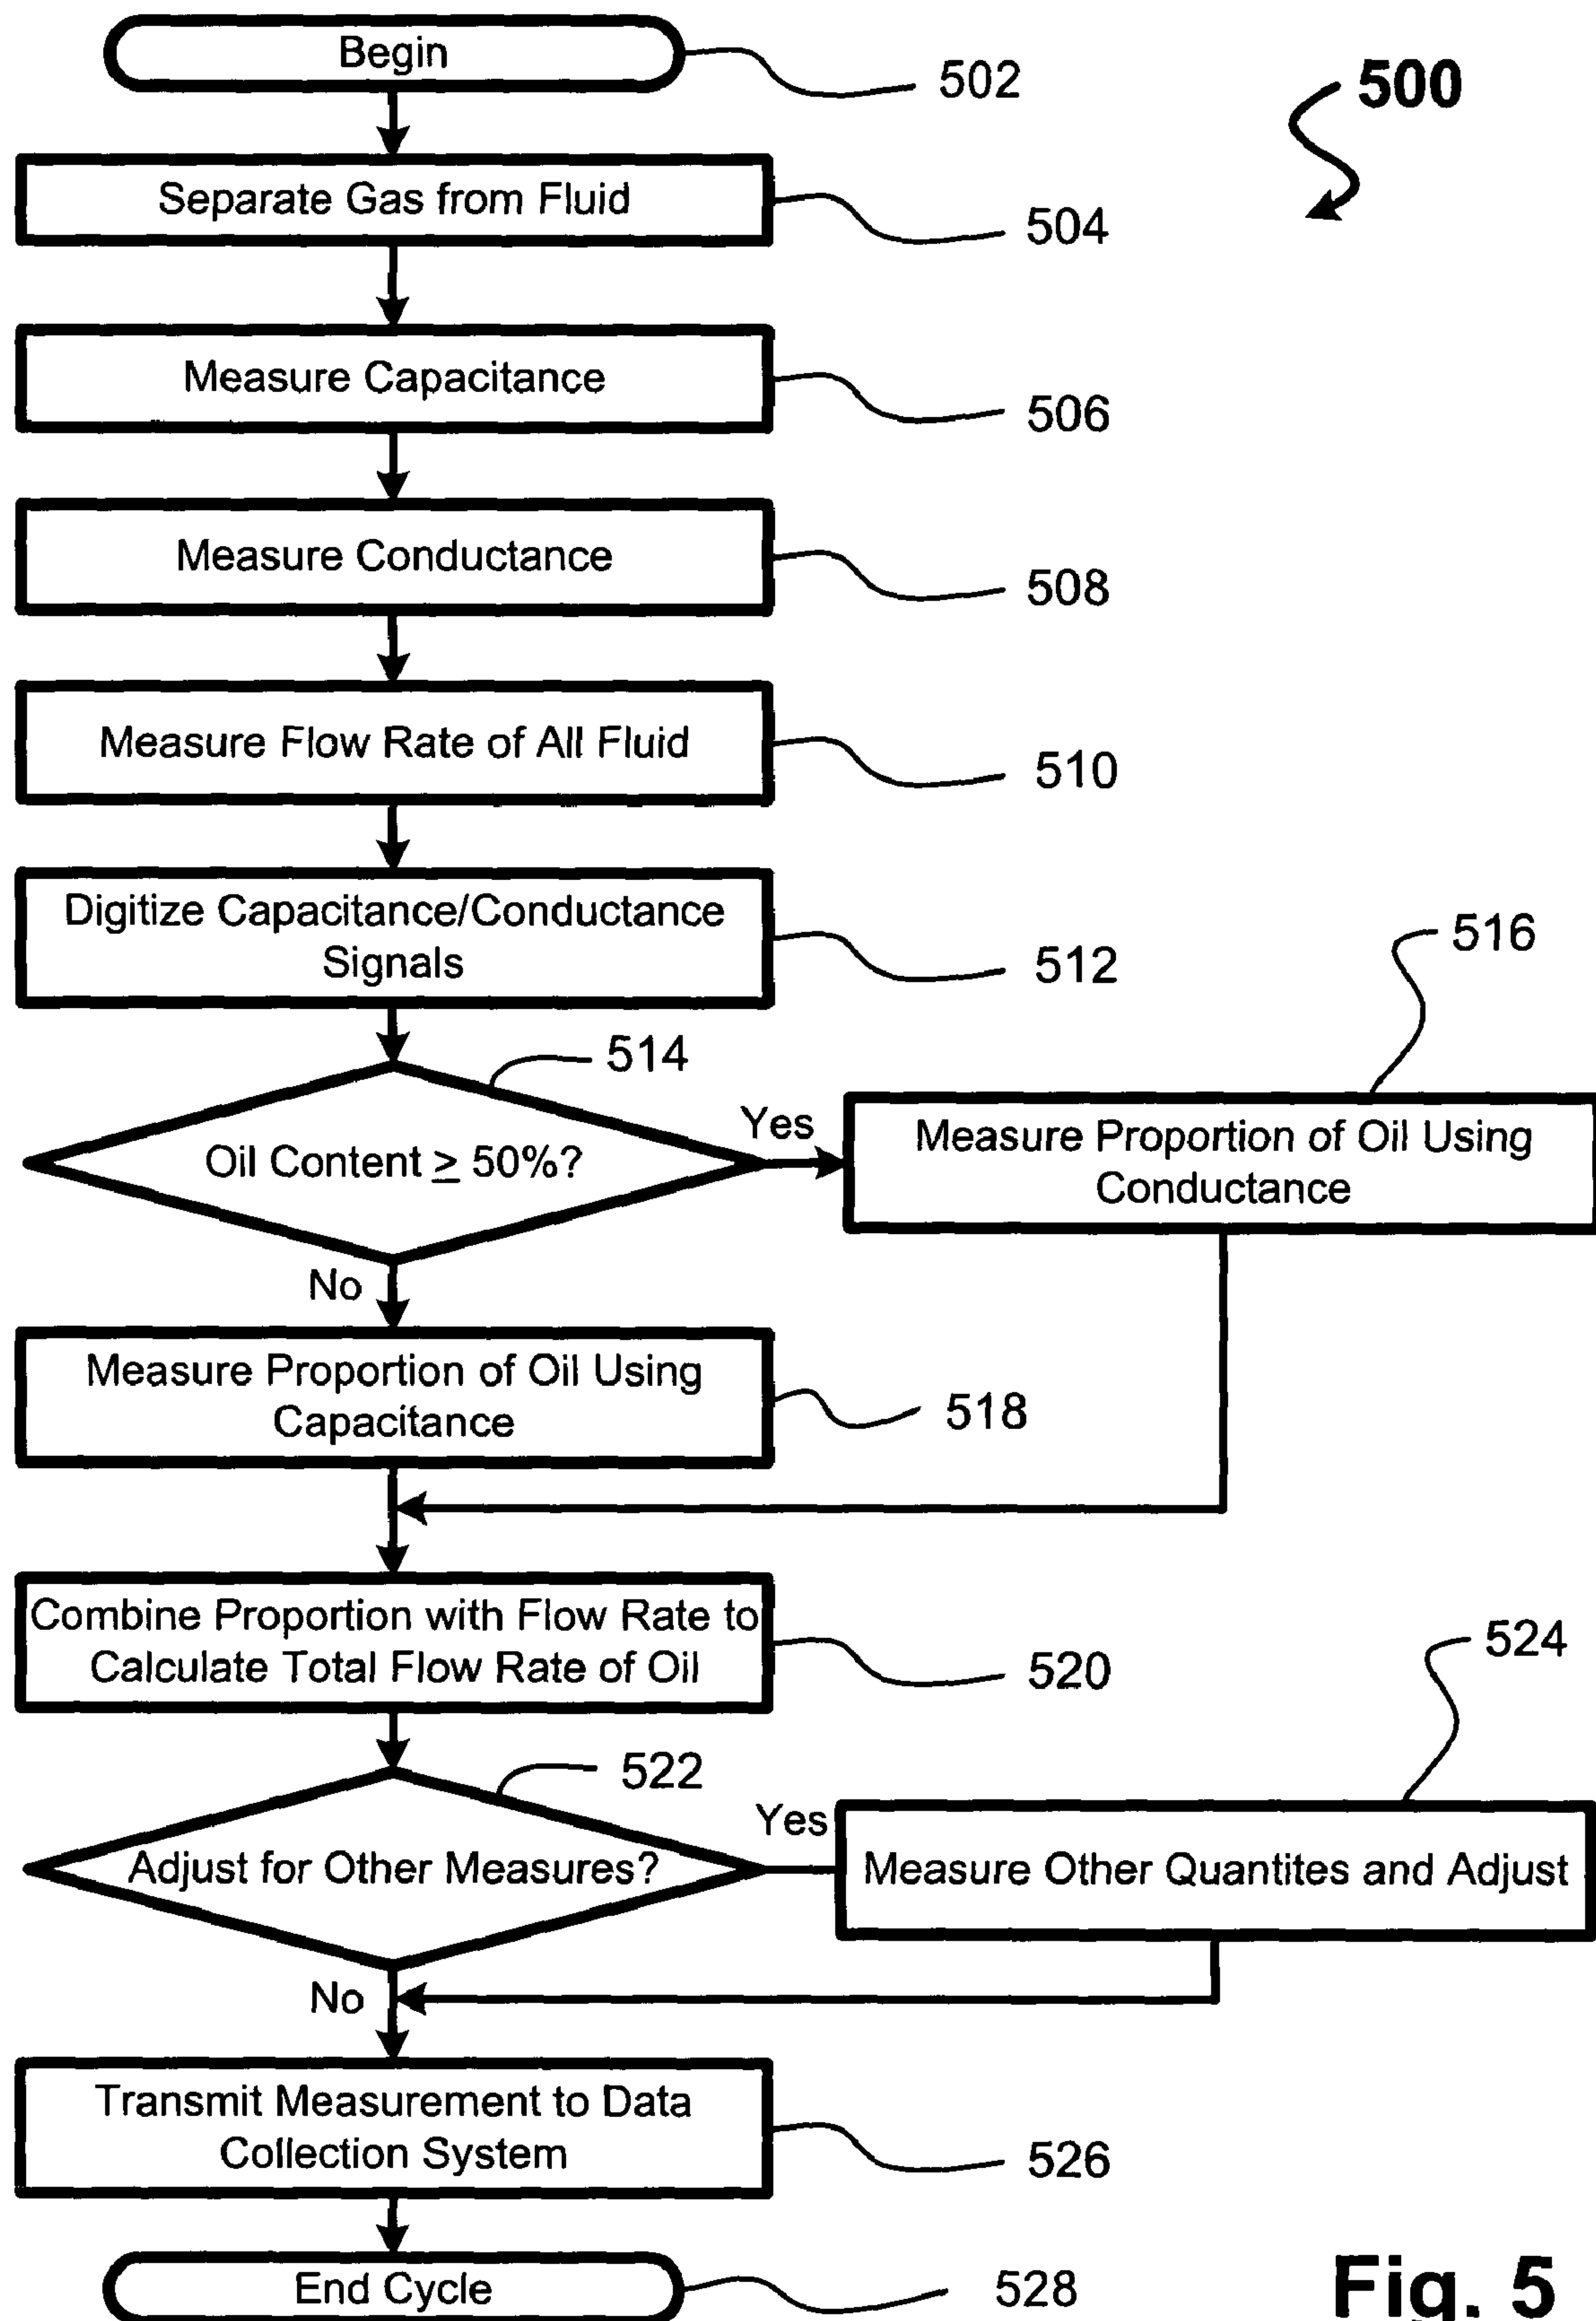 Begin
502
500
Separate Gas from Fluid
504
Measure Capacitance
506
Measure Conductance
508
Measure Flow Rate of All Fluid
510
Digitize Capacitance/Conductance
Signals
512
516
514
Oil Content ≥ 50%?
Yes
Measure Proportion of Oil Using
Conductance
No
Measure Proportion of Oil Using
Capacitance
518
Combine Proportion with Flow Rate to
Calculate Total Flow Rate of Oil
520
524
522
Adjust for Other Measures?
Yes
Measure Other Quantites and Adjust
No
Transmit Measurement to Data
Collection System
526
End Cycle
528
Fig. 5